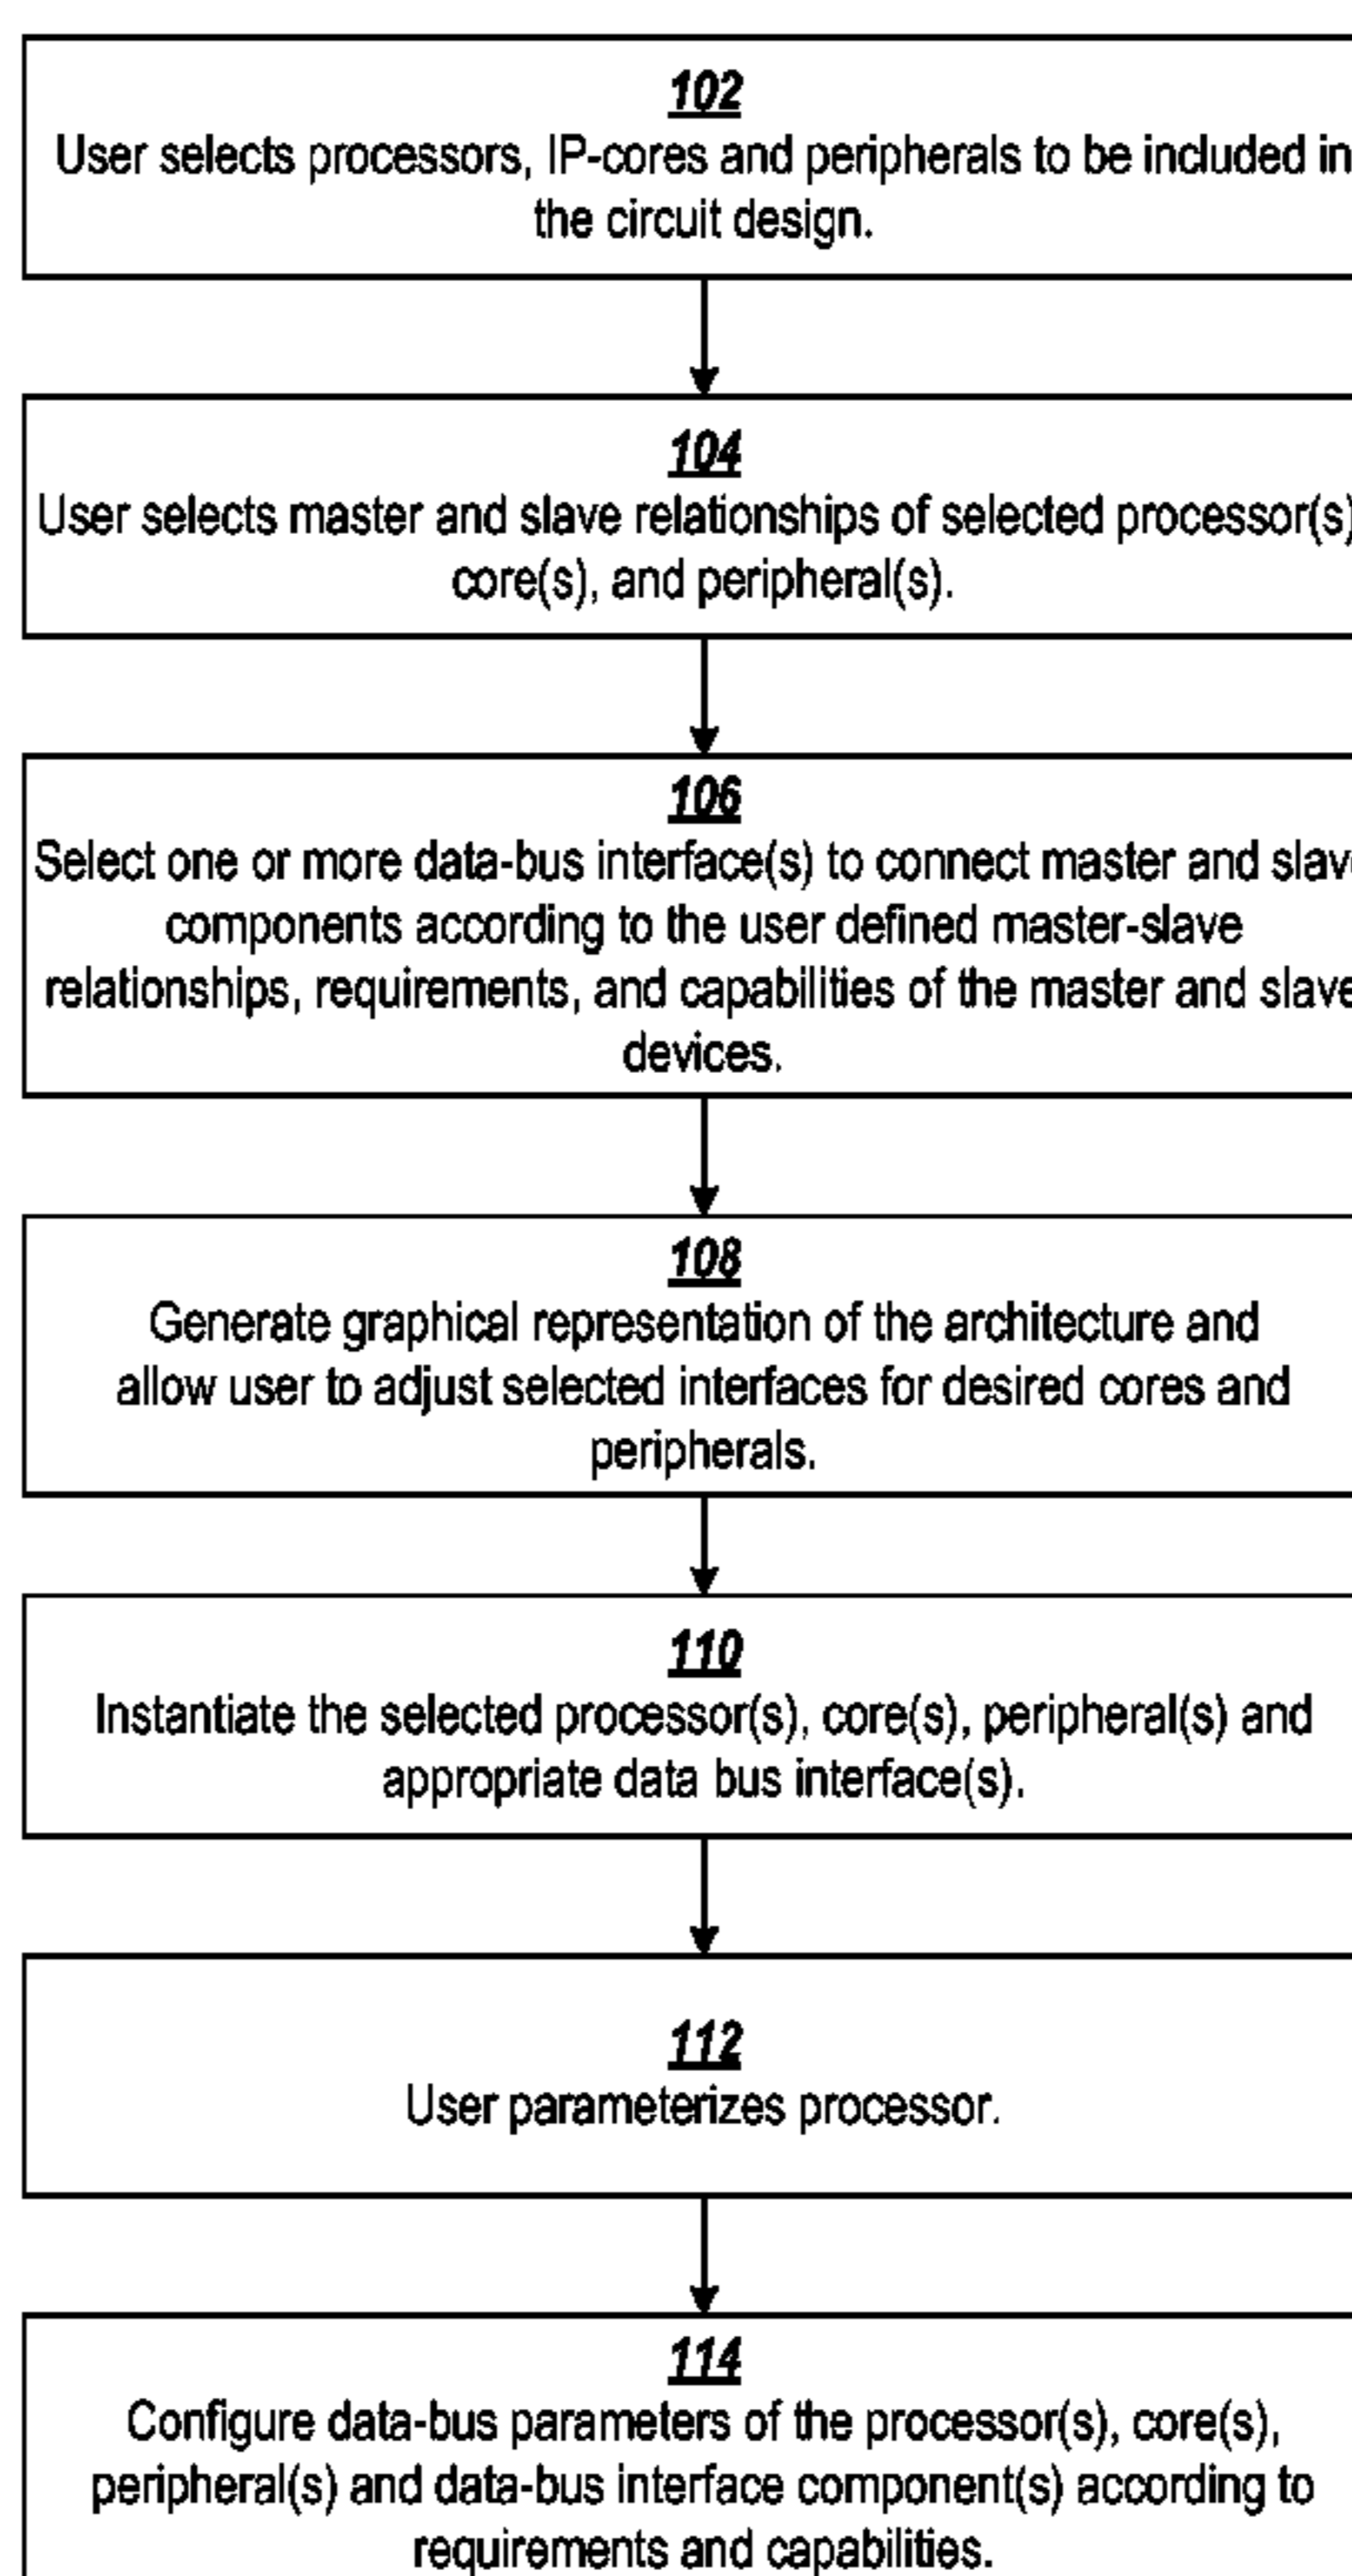 102
User selects processors, IP-cores and peripherals to be included in
the circuit design.
104
User selects master and slave relationships of selected processor(s)
core(s), and peripheral(s).
106
Select one or more data-bus interface(s) to connect master and slave
components according to the user defined master-slave
relationships, requirements, and capabilities of the master and slave
devices.
108
Generate graphical representation of the architecture and
allow user to adjust selected interfaces for desired cores and
peripherals.
110
Instantiate the selected processor(s), core(s), peripheral(s) and
appropriate data bus interface(s).
112
User parameterizes processor.
114
Configure data-bus parameters of the processor(s), core(s),
peripheral(s) and data-bus interface component(s) according to
requirements and capabilities.